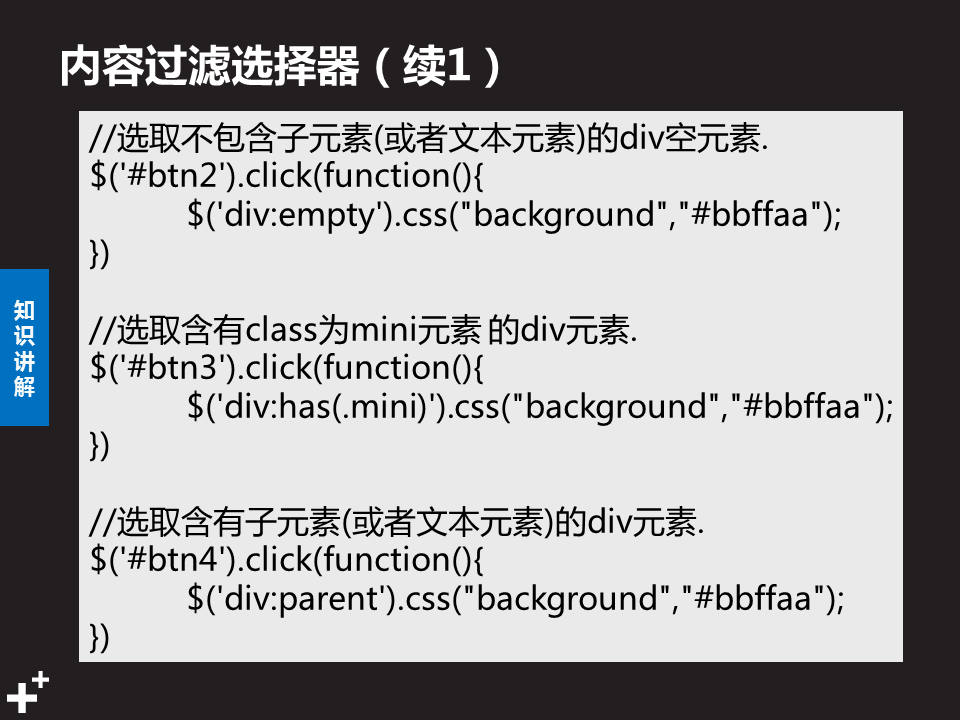 内容过滤选择器（续1）
//选取不包含子元素(或者文本元素)的div空元素.
$('#btn2').click(function(){
$('div:empty').css("background","#bbffaa");
})
//选取含有class为mini元素 的div元素.
$('#btn3').click(function(){
$('div:has(.mini)').css("background","#bbffaa");
})
//选取含有子元素(或者文本元素)的div元素.
$('#btn4').click(function(){
$('div:parent').css("background","#bbffaa");
})
知
识
讲
解